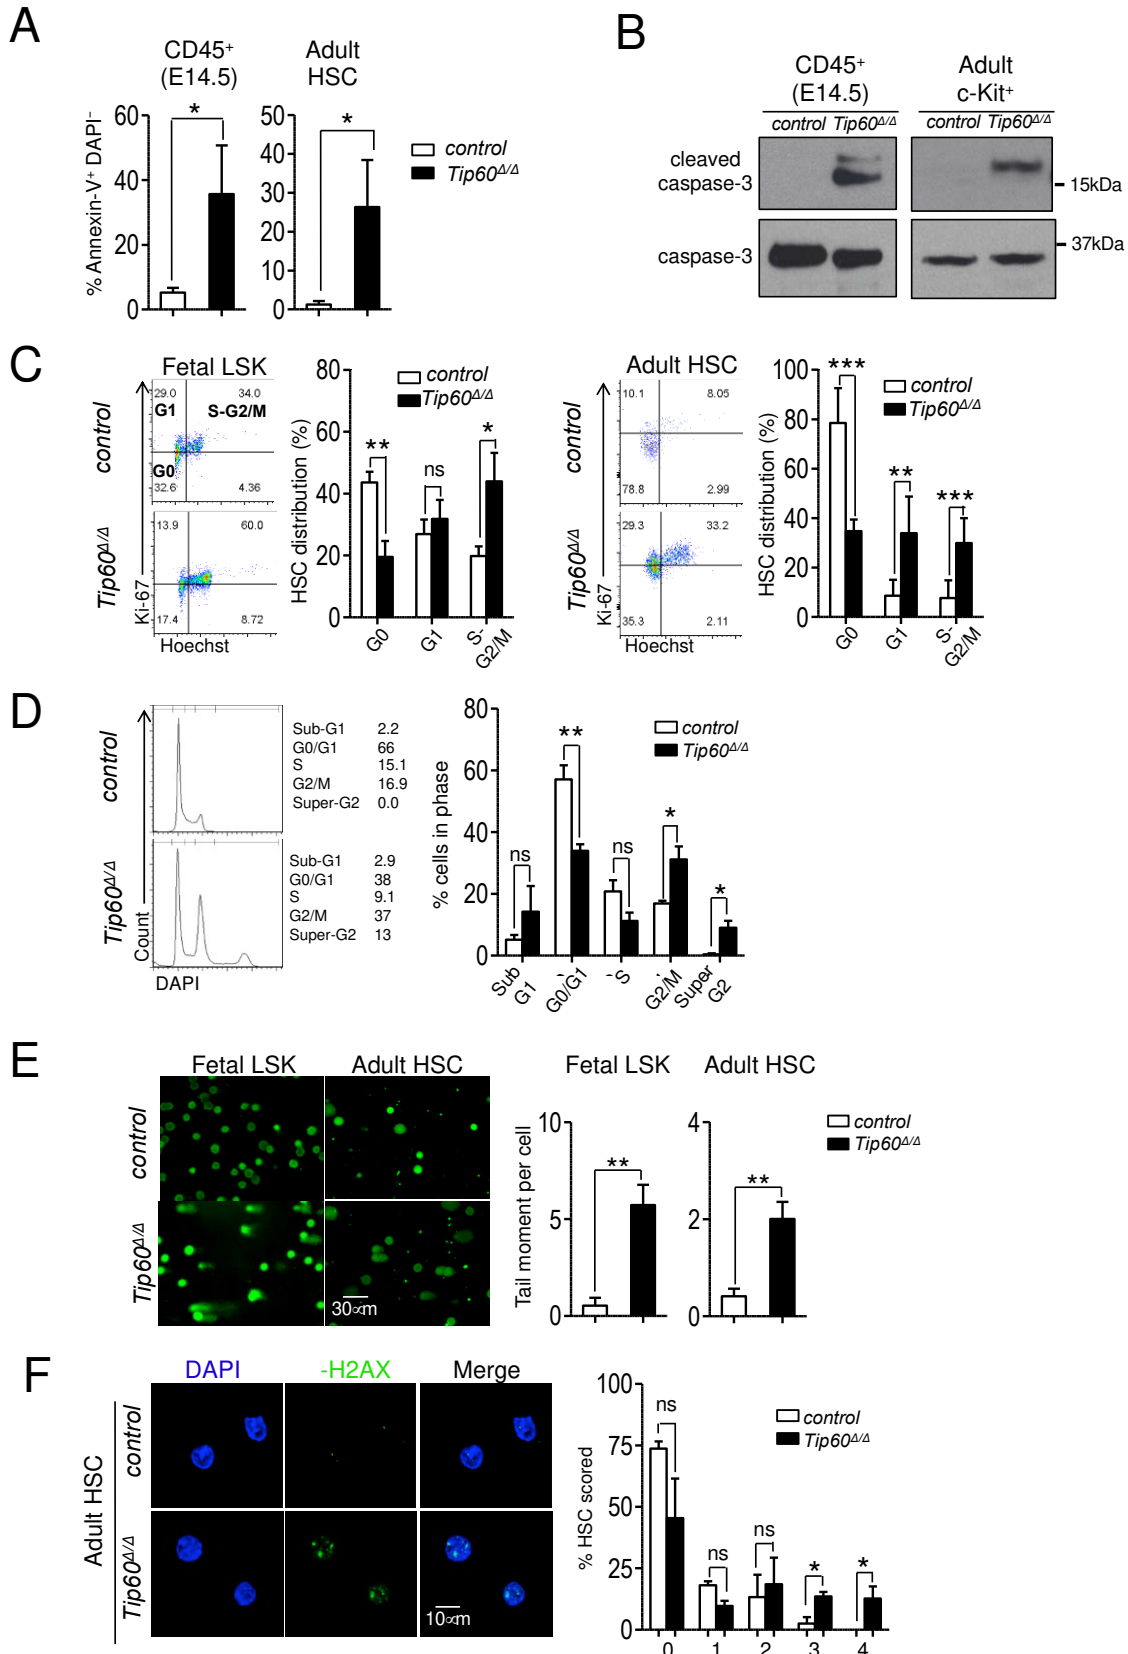 A
CD45+
(E14.5)
Adult
HSC
% Annexin-V+ DAPI-
60
40
20
0
*
50
40
30
20
10
0
*
control
Tip60Δ/Δ
B
CD45+
(E14.5)
Adult
c-Kit+
control Tip60Δ/Δ
control Tip60Δ/Δ
cleaved
caspase-3
15kDa
caspase-3
37kDa
C
Fetal LSK
control
29.0
34.0
G1
S-G2/M
G0
32.6
4.36
Tip60Δ/Δ
13.9
60.0
17.4
8.72
Ki-67
Hoechst
HSC distribution (%)
80
60
40
20
0
control
Tip60Δ/Δ
**
ns
*
G0
G1
S-
G2/M
Adult HSC
control
10.1
8.05
78.8
2.99
Tip60Δ/Δ
29.3
33.2
35.3
2.11
Ki-67
Hoechst
HSC distribution (%)
100
80
60
40
20
0
***
**
***
control
Tip60Δ/Δ
G0
G1
S-
G2/M
D
control
Sub-G1 2.2
G0/G1 66
S 15.1
G2/M 16.9
Super-G2 0.0
Tip60Δ/Δ
Sub-G1 2.9
G0/G1 38
S 9.1
G2/M 37
Super-G2 13
Count
DAPI
% cells in phase
80
60
40
20
0
ns
**
ns
*
*
control
Tip60Δ/Δ
Sub
G1
G0/G1
S
G2/M
Super
G2
E
Fetal LSK
Adult HSC
control
Tip60Δ/Δ
30∝m
Fetal LSK
Adult HSC
Tail moment per cell
10
5
0
**
4
2
0
**
control
Tip60Δ/Δ
F
DAPI
-H2AX
Merge
Adult HSC
control
Tip60Δ/Δ
10∝m
% HSC scored
100
75
50
25
0
ns
ns
ns
*
*
control
Tip60Δ/Δ
0 1 2 3 4